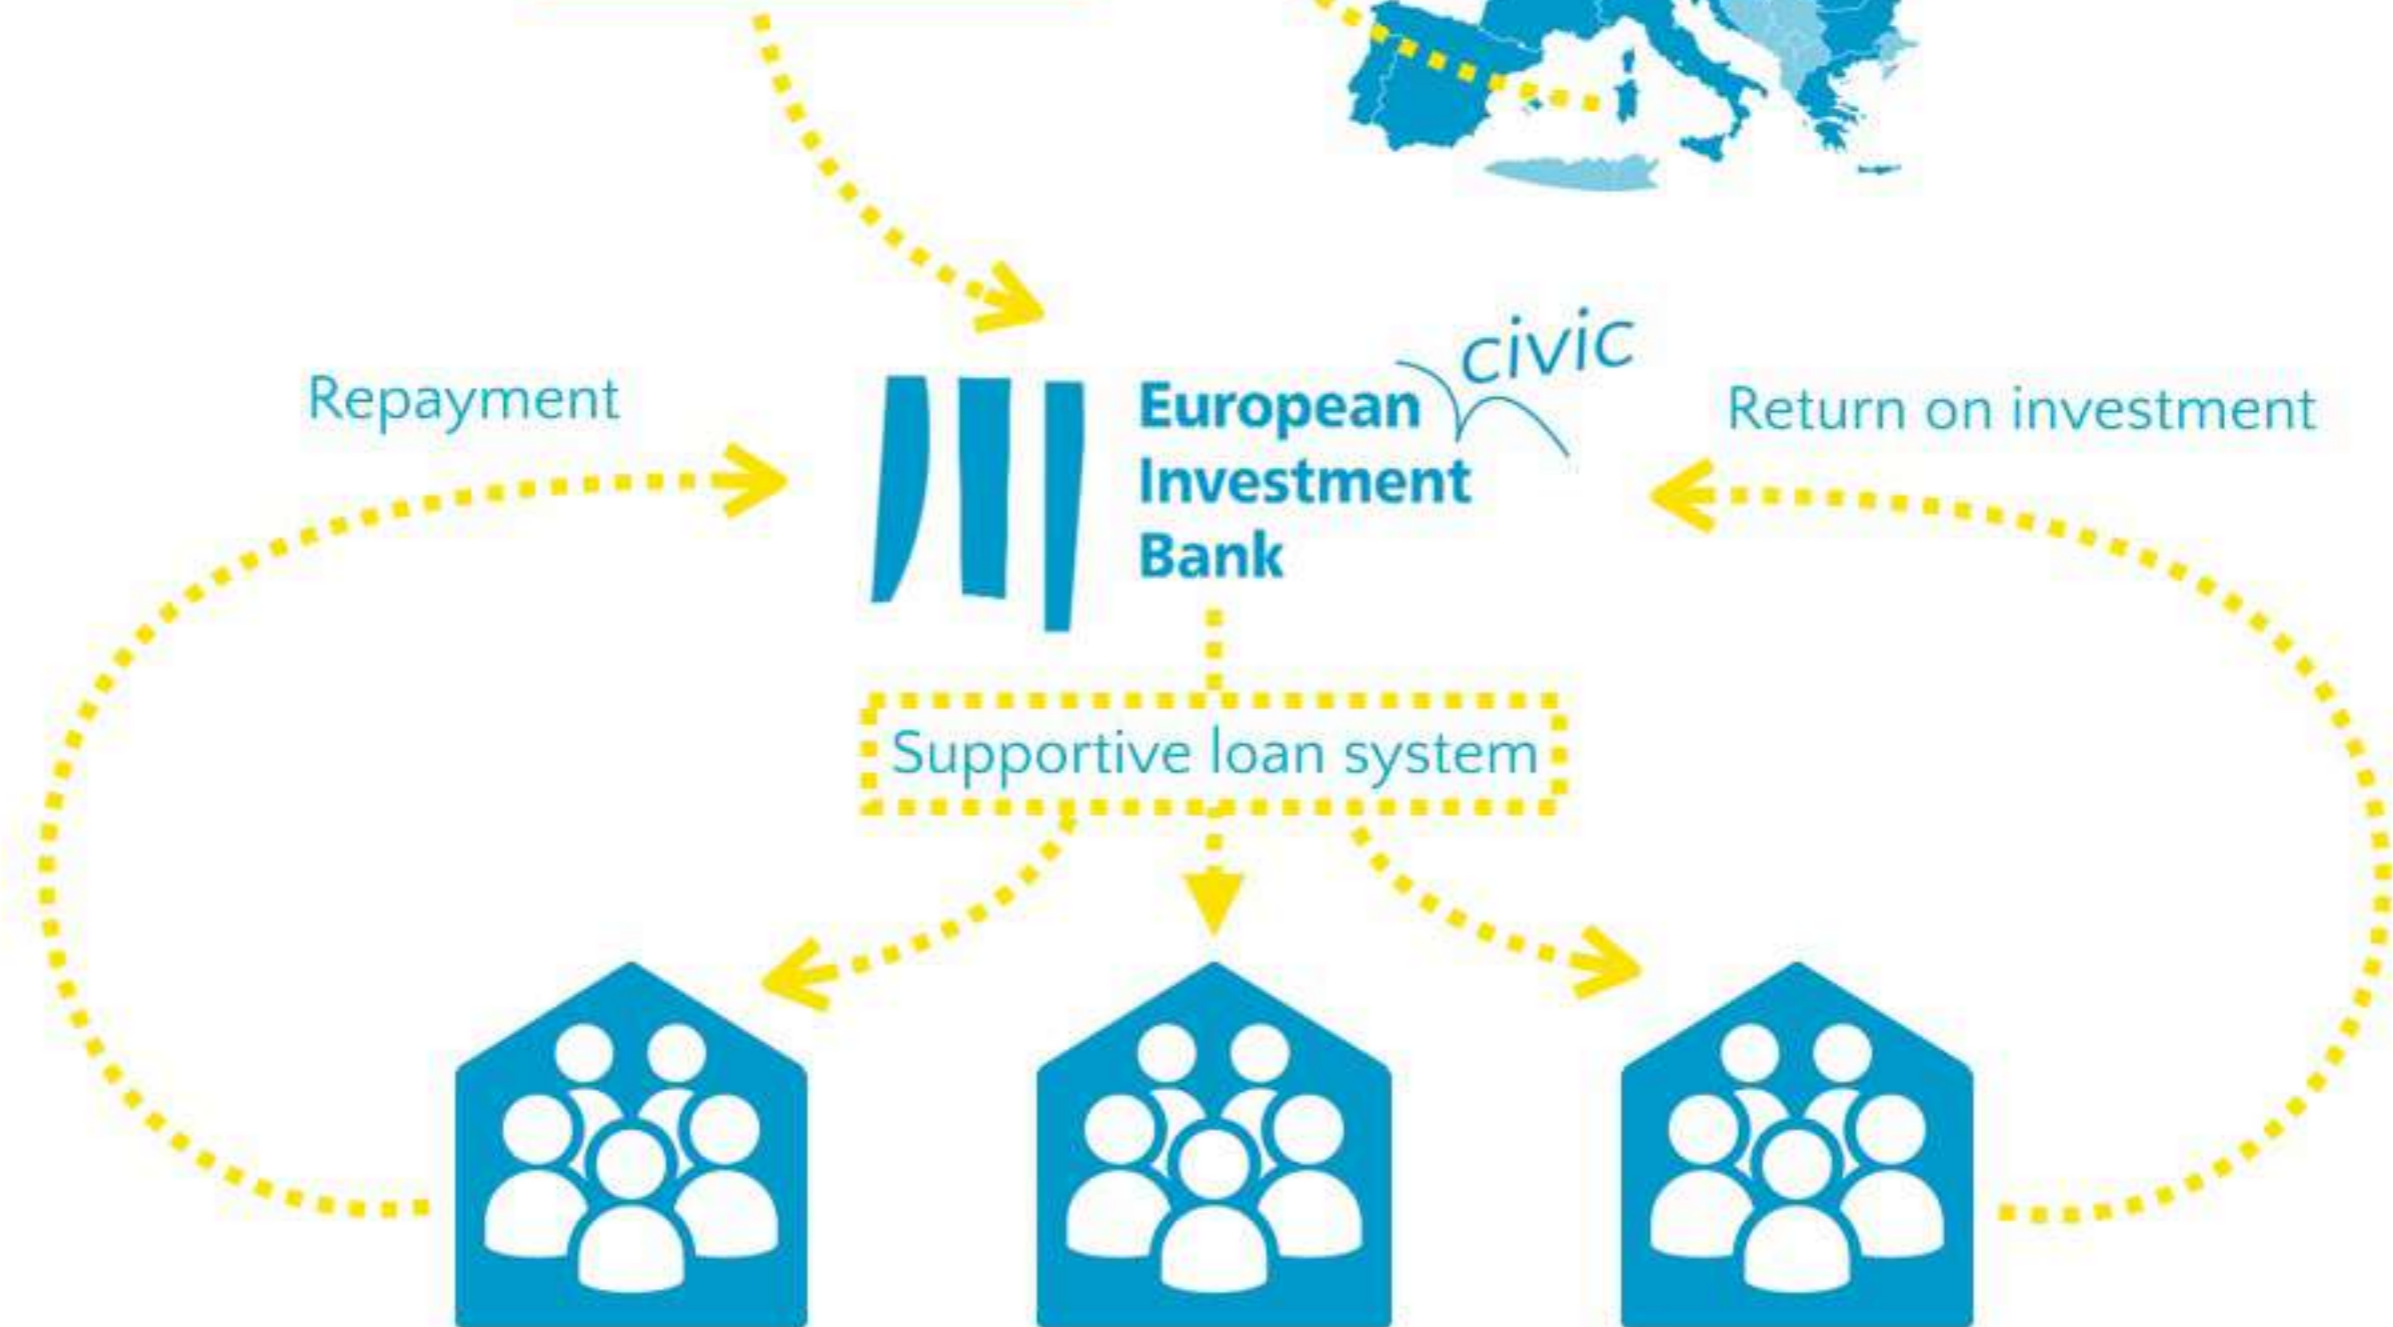 civic
Repayment
European
Investment
Bank
Return on investment
Supportive loan system